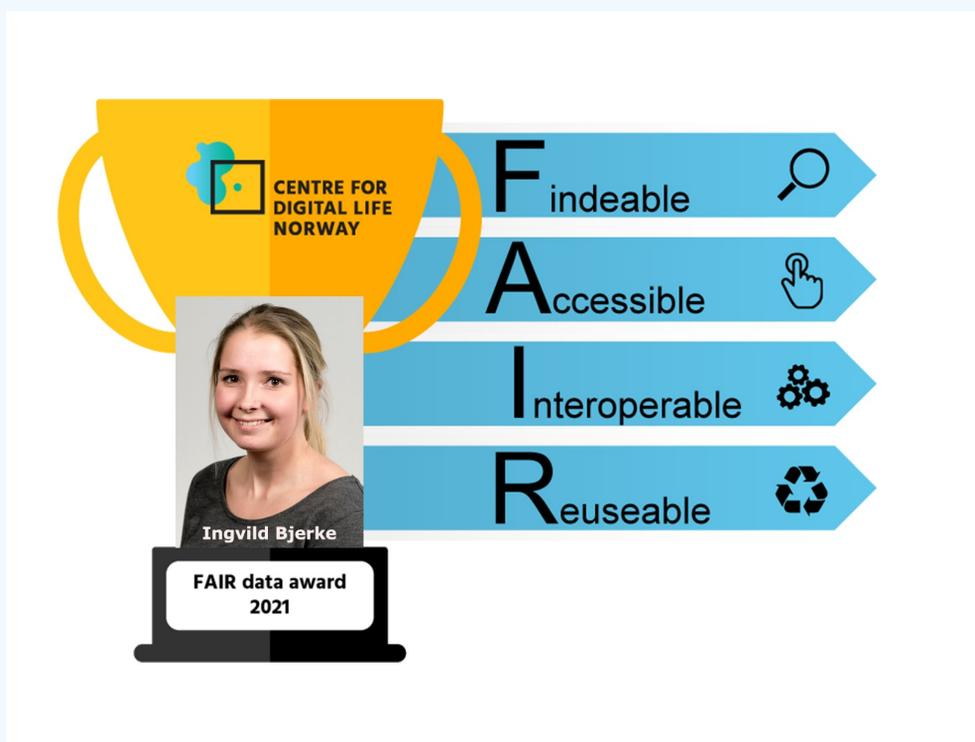 CENTRE FOR
DIGITAL LIFE
NORWAY
Findeable
Accessible
Interoperable
Reuseable
Ingvild Bjerke
FAIR data award
2021